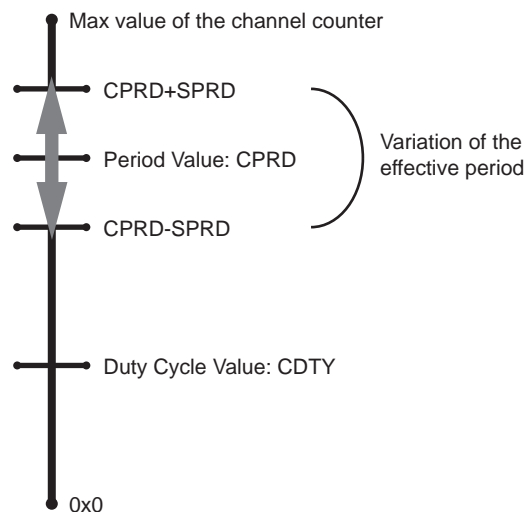 Max value of the channel counter
CPRD+SPRD
Period Value: CPRD
Variation of the
effective period
CPRD-SPRD
Duty Cycle Value: CDTY
0x0